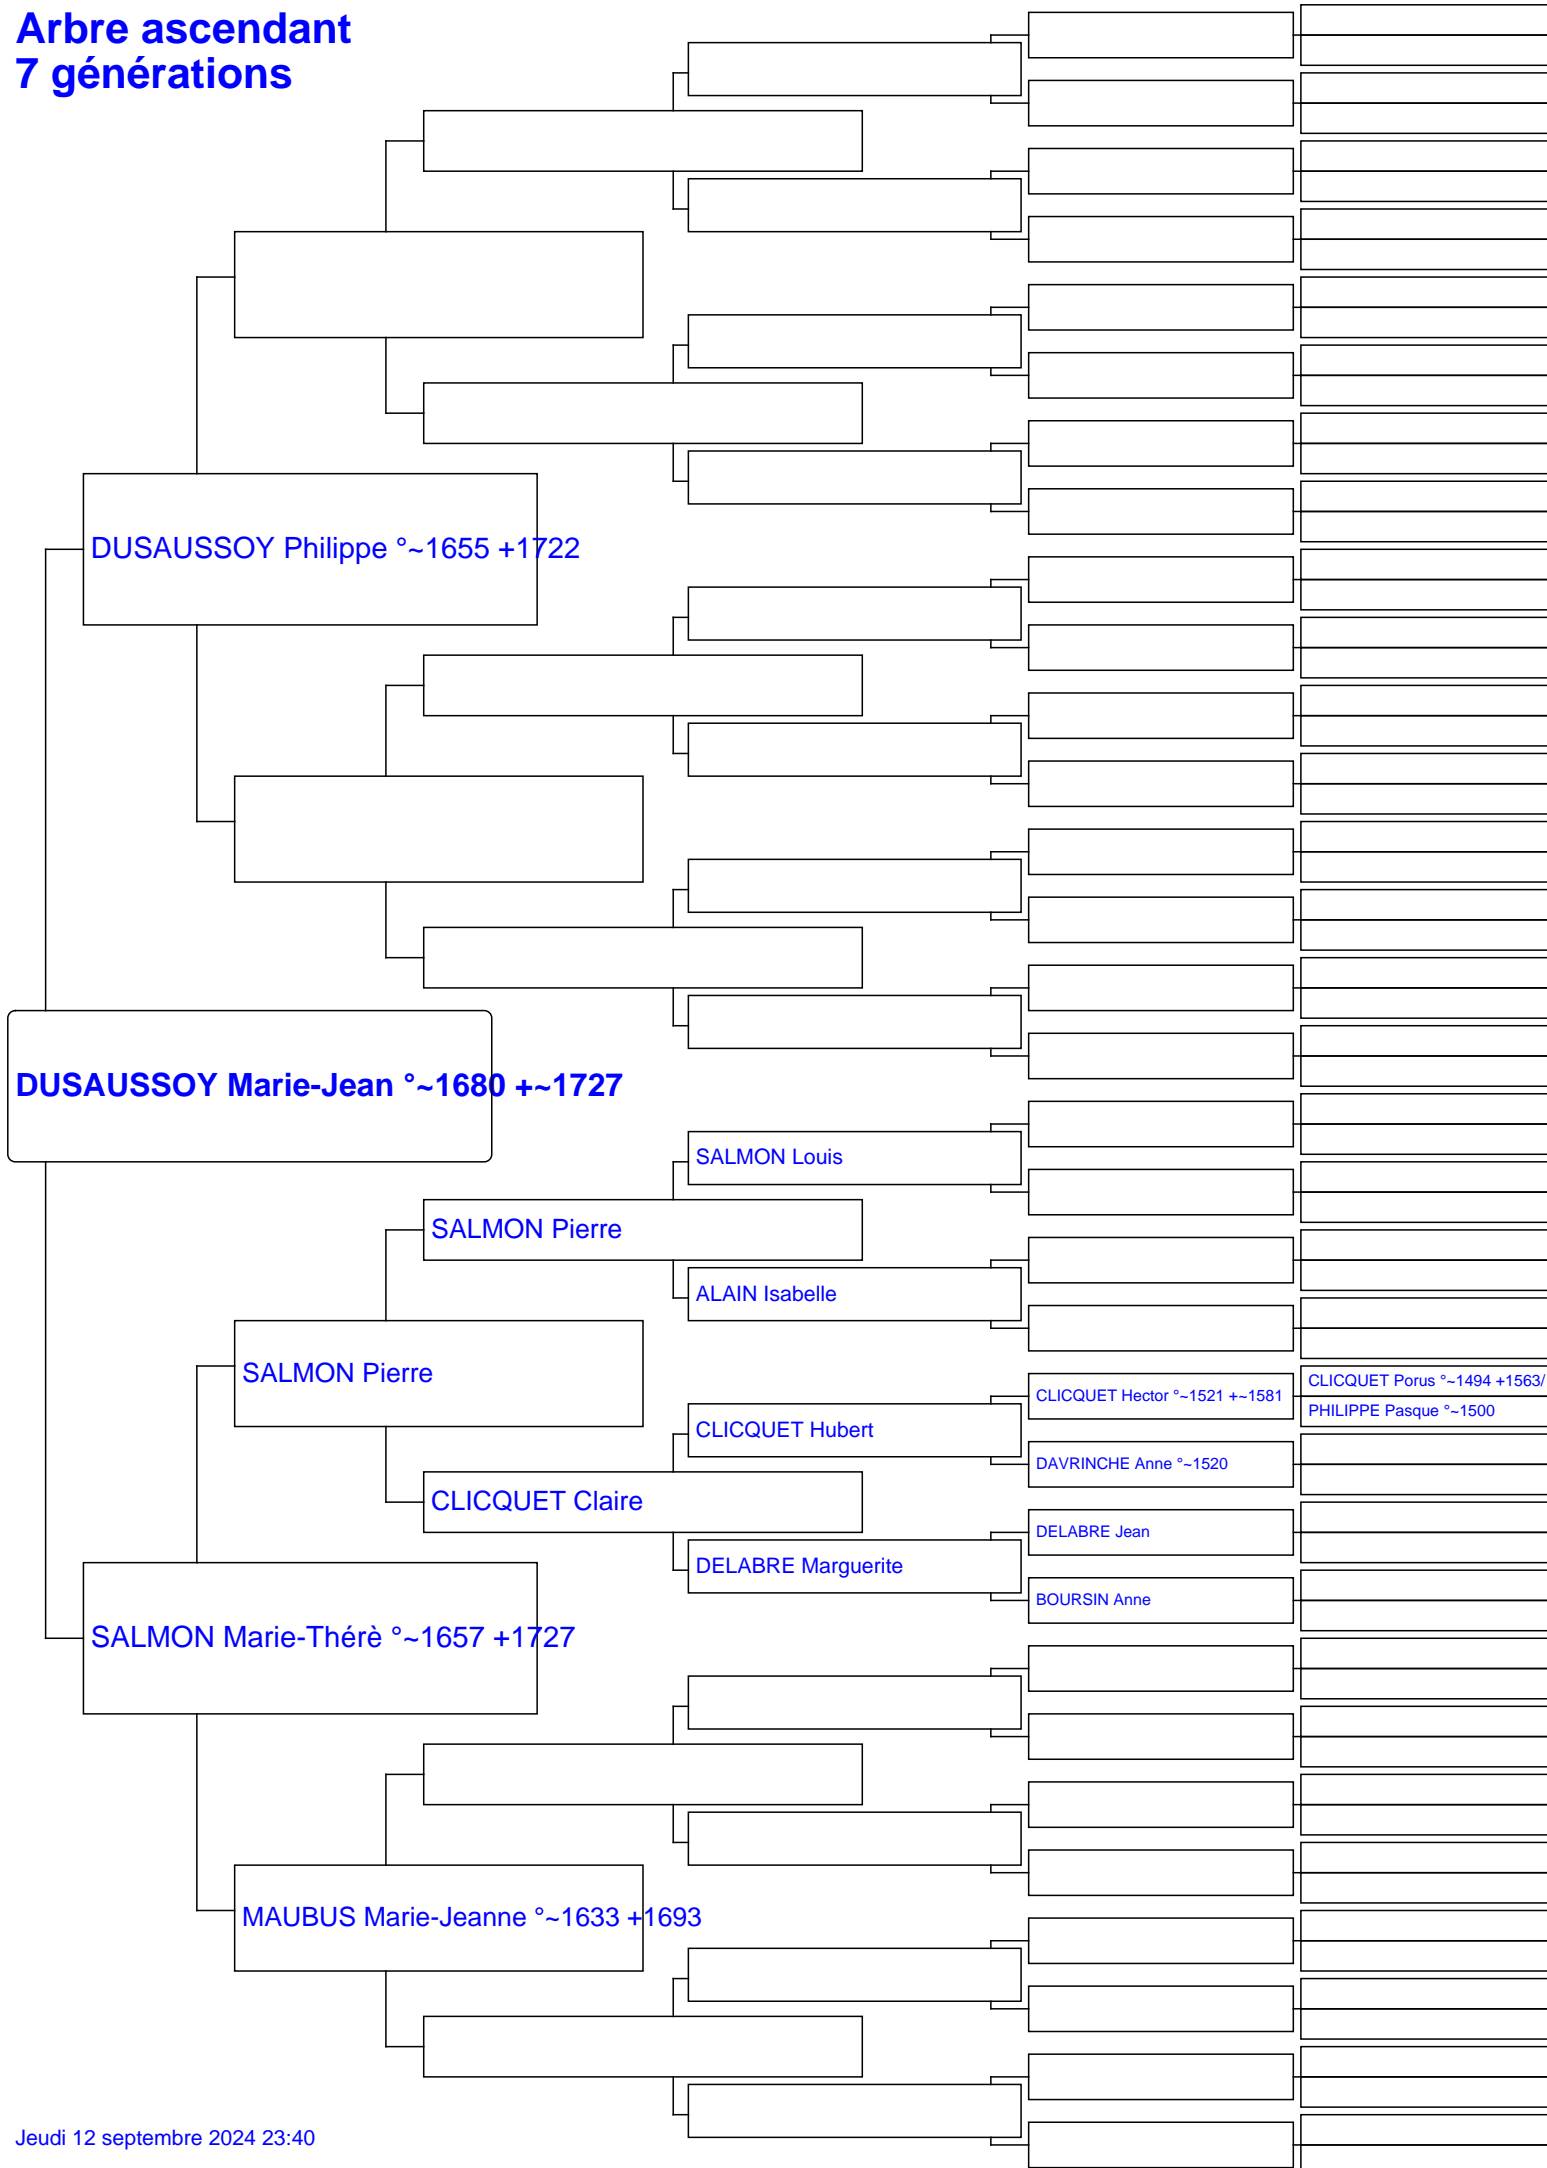 Arbre ascendant
7 générations
DUSAUSSOY Philippe °~1655 +1722
DUSAUSSOY Marie-Jean °~1680 +~1727
SALMON Louis
SALMON Pierre
ALAIN Isabelle
SALMON Pierre
CLICQUET Porus °~1494 +1563/
CLICQUET Hector °~1521 +~1581
PHILIPPE Pasque °~1500
CLICQUET Hubert
DAVRINCHE Anne °~1520
CLICQUET Claire
DELABRE Jean
DELABRE Marguerite
BOURSIN Anne
SALMON Marie-Thérè °~1657 +1727
MAUBUS Marie-Jeanne °~1633 +1693
Jeudi 12 septembre 2024 23:40